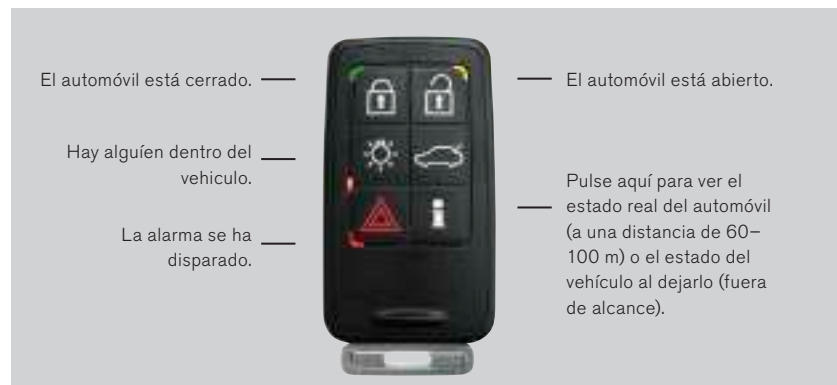 El automóvil está cerrado.
Hay alguíen dentro del
vehiculo.
La alarma se ha
disparado.
El automóvil está abierto.
Pulse aquí para ver el
estado real del automóvil
(a una distancia de 60–
100 m) o el estado del
vehículo al dejarlo (fuera
de alcance).